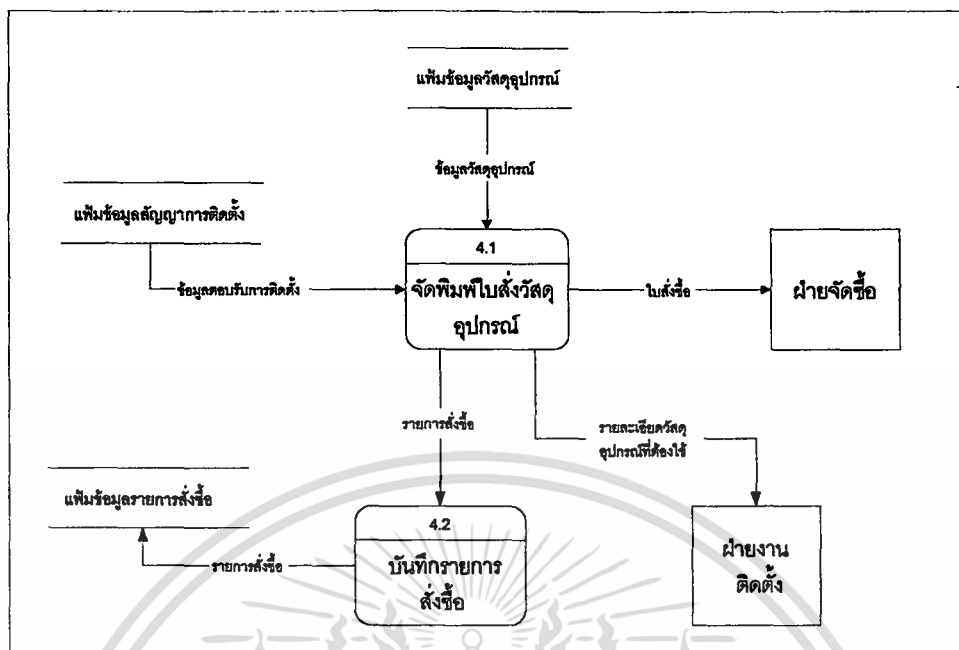 แฟ้มข้อมูลวัสดุอุปกรณ์
ข้อมูลวัสดุอุปกรณ์
แฟ้มข้อมูลสัญญาการติดตั้ง
ข้อมูลตอบรับการติดตั้ง
4.1
จัดพิมพ์ใบสั่งวัสดุ
อุปกรณ์
ใบสั่งซื้อ
ฝ่ายจัดซื้อ
รายการสั่งซื้อ
รายละเอียดวัสดุ
อุปกรณ์ที่ต้องใช้
แฟ้มข้อมูลรายการสั่งซื้อ
รายการสั่งซื้อ
4.2
บันทึกรายการ
สั่งซื้อ
ฝ่ายงาน
ติดตั้ง